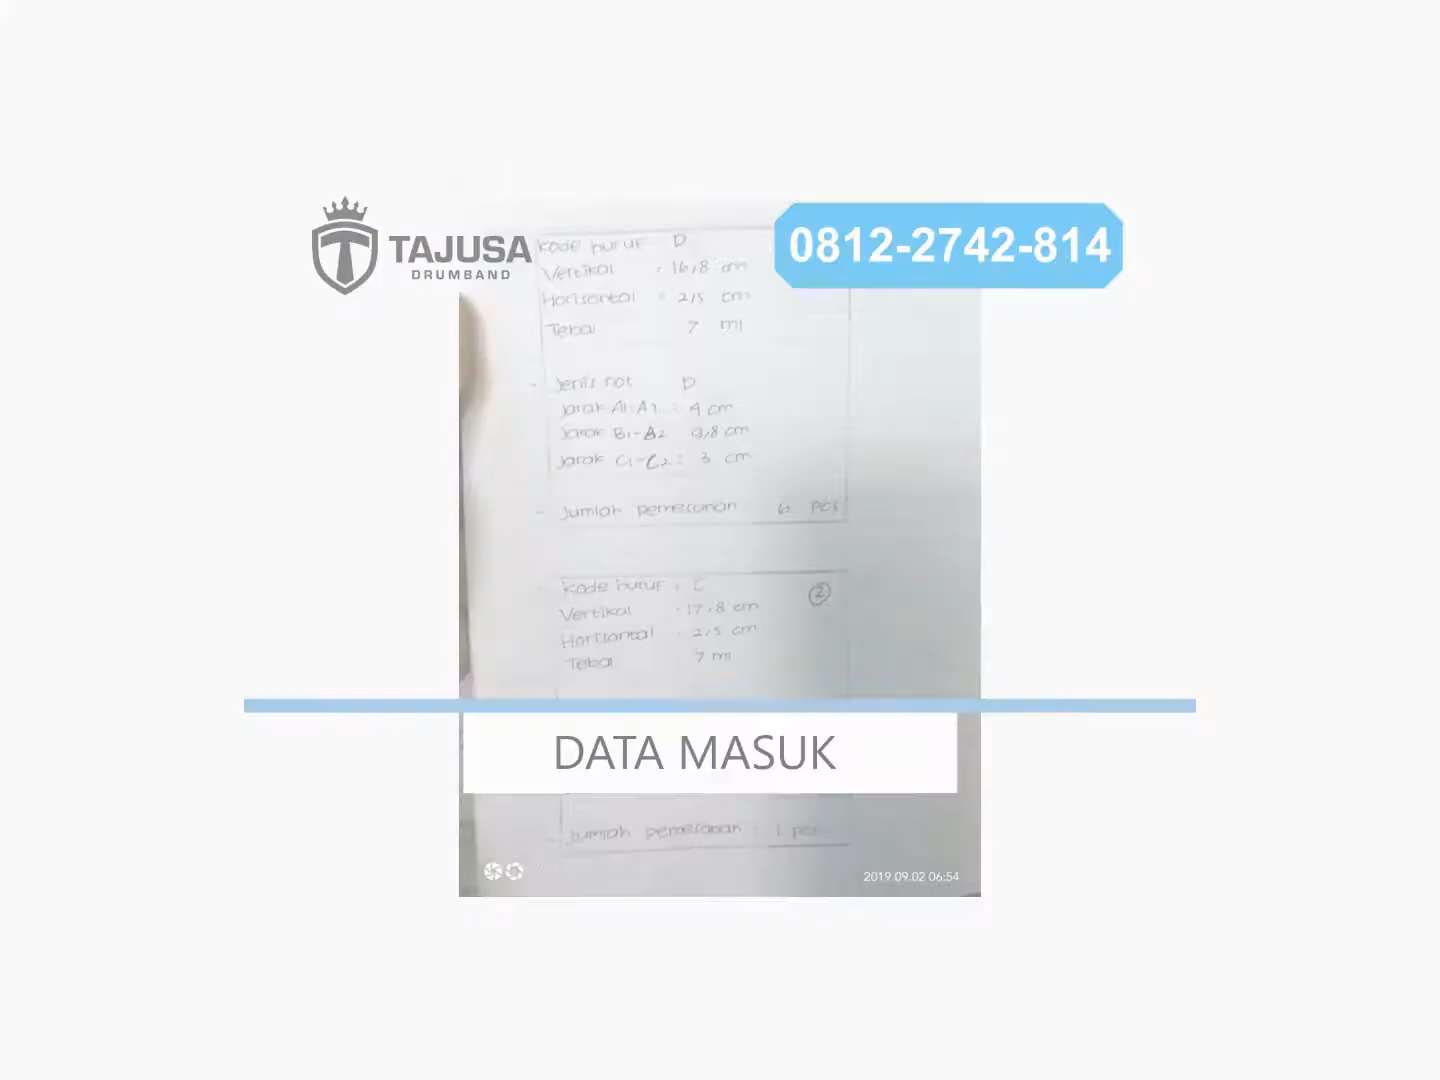 TAJUSA
DRUMBAND
0812-2742-814
Kode huruf D
Vertikal : 16,8 cm
Horisontal : 2,5 cm
Tebal 7 ml
- Jenis not D
Jarak A1-A2 : 4 cm
Jarak B1-B2 9,8 cm
Jarak C1-C2 : 3 cm
- Jumlah pemesanan pcs
Kode huruf :
2
Vertikal : 17,8 cm
Horisontal : 2,5 cm
Tebal 7 ml
DATA MASUK
- Jumlah pemesanan : 1 pcs
2019.09.02 06:54